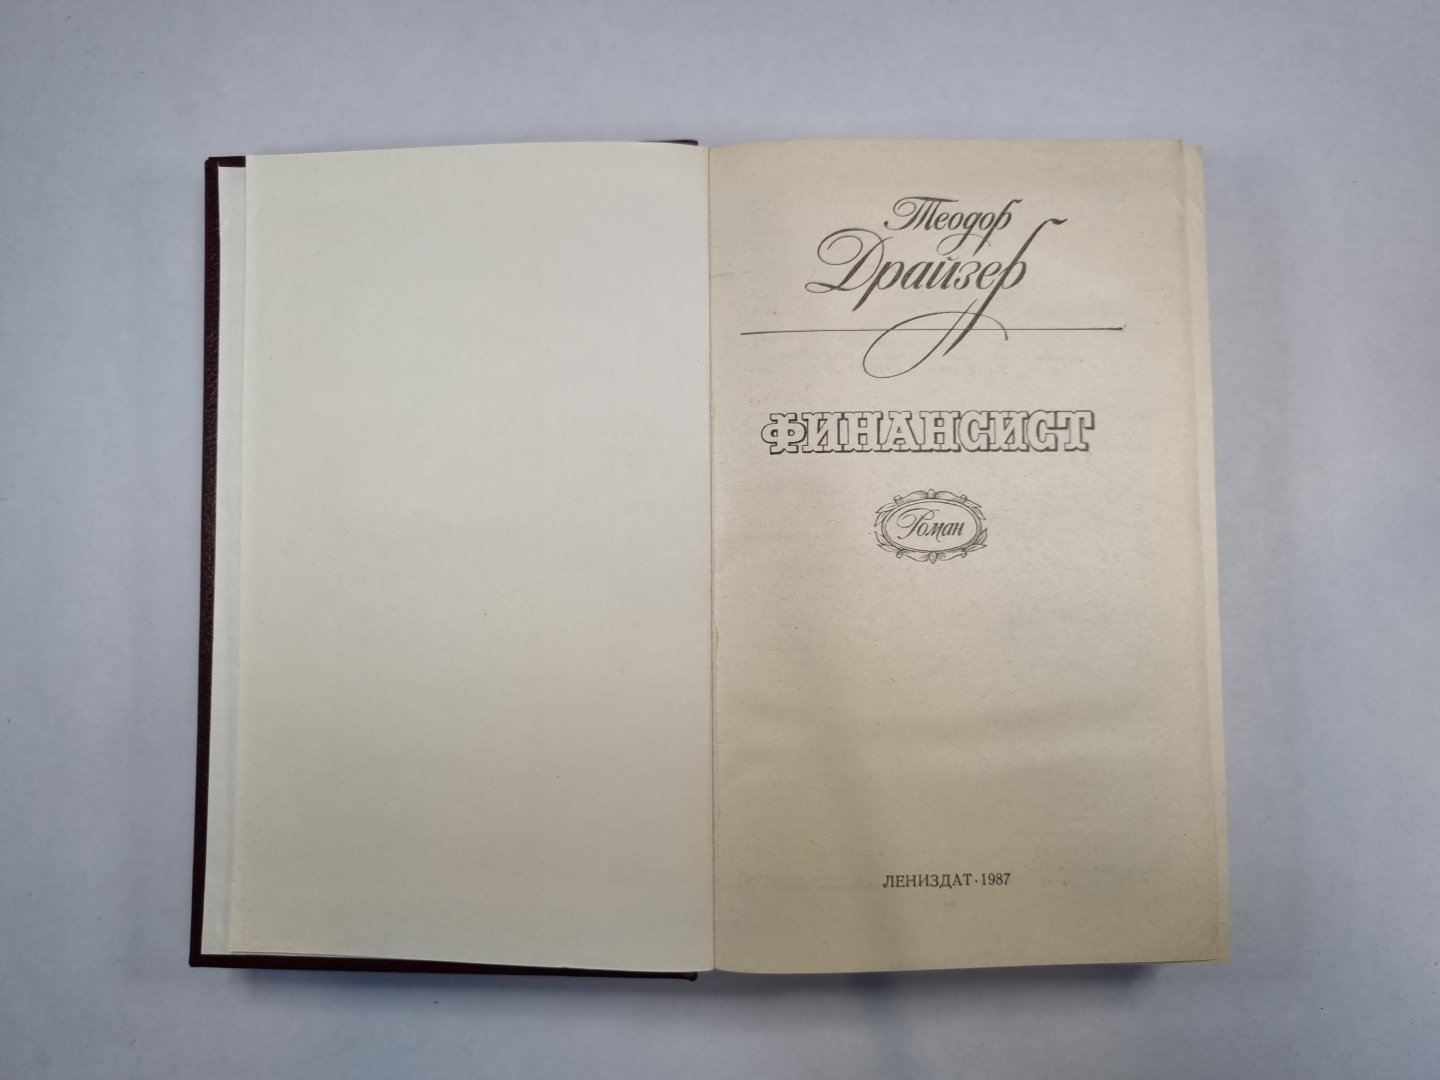 Теодор
Драйзер
ФИНАНСИСТ
Роман
ЛЕНИЗДАТ · 1987